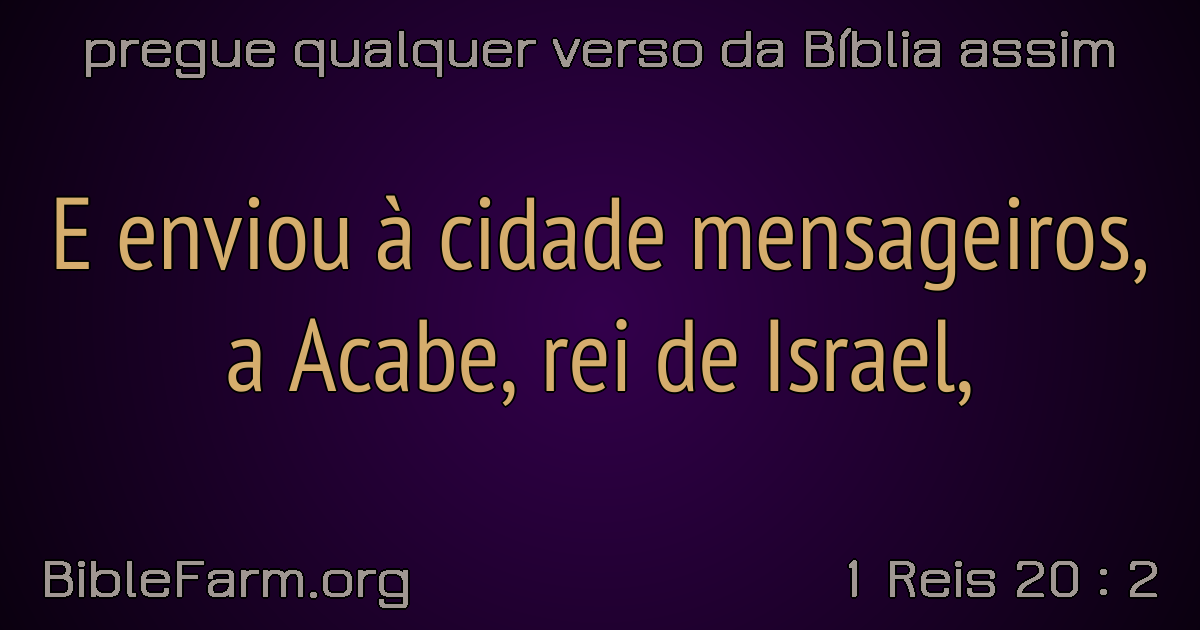 pregue qualquer verso da Bíblia assim
E enviou à cidade mensageiros,
a Acabe, rei de Israel,
BibleFarm.org
1 Reis 20 : 2